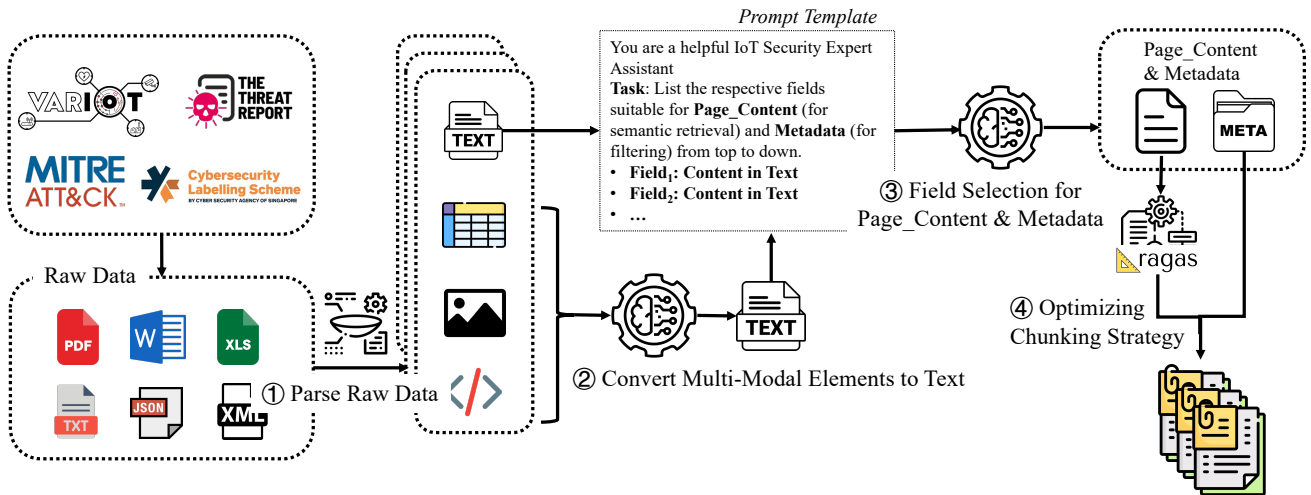 VARIOT
THE
THREAT
REPORT
MITRE
ATT&CK™
Cybersecurity
Labelling Scheme
BY CYBER SECURITY AGENCY OF SINGAPORE
Raw Data
PDF
W
XLS
TXT
JSON
XML
① Parse Raw Data
TEXT
② Convert Multi-Modal Elements to Text
TEXT
Prompt Template
You are a helpful IoT Security Expert
Assistant
Task: List the respective fields
suitable for Page_Content (for
semantic retrieval) and Metadata (for
filtering) from top to down.
• Field₁: Content in Text
• Field₂: Content in Text
• …
③ Field Selection for
Page_Content & Metadata
Page_Content
& Metadata
META
ragas
④ Optimizing
Chunking Strategy